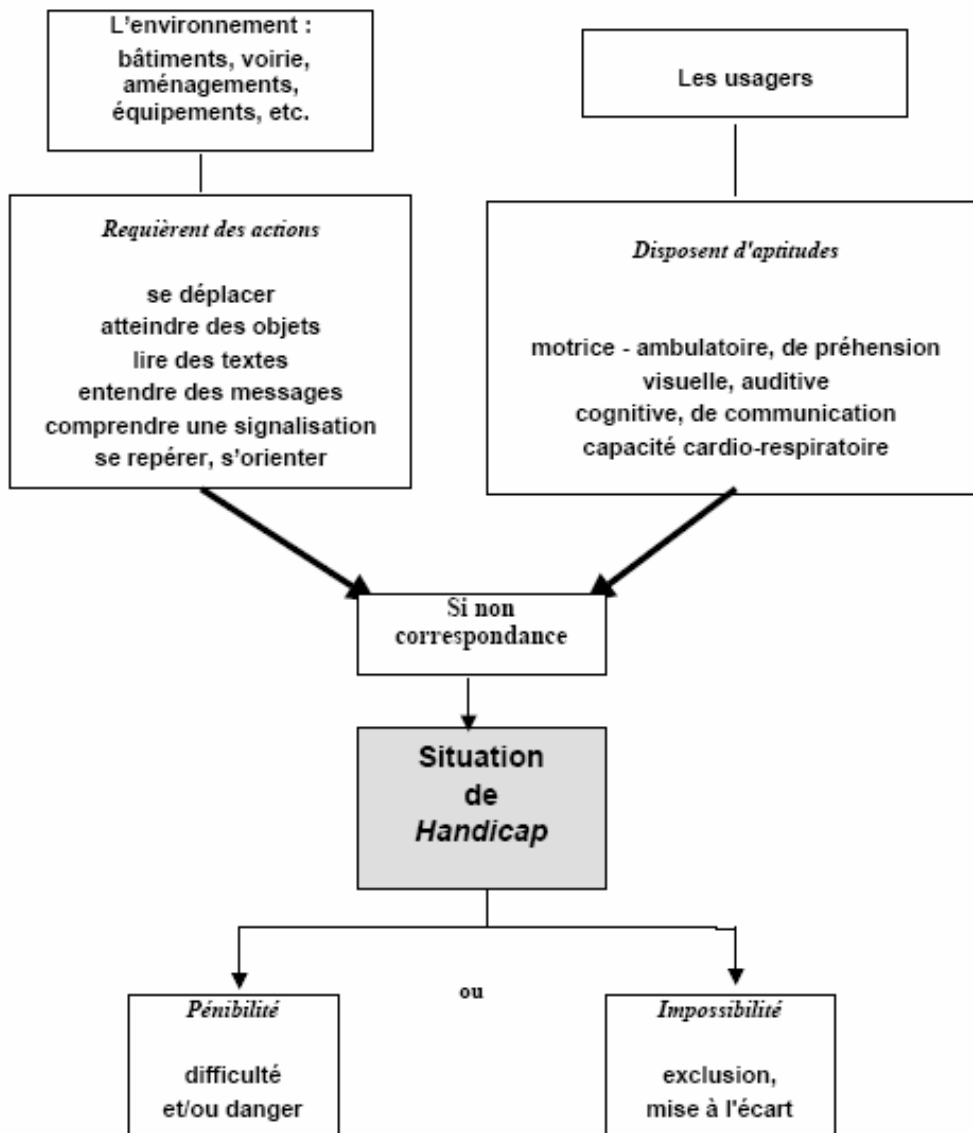 L'environnement :
bâtiments, voirie,
aménagements,
équipements, etc.
Les usagers
Requièrent des actions
se déplacer
atteindre des objets
lire des textes
entendre des messages
comprendre une signalisation
se repérer, s'orienter
Disposent d'aptitudes
motrice - ambulatoire, de préhension
visuelle, auditive
cognitive, de communication
capacité cardio-respiratoire
Si non
correspondance
Situation
de
Handicap
Pénibilité
difficulté
et/ou danger
ou
Impossibilité
exclusion,
mise à l'écart